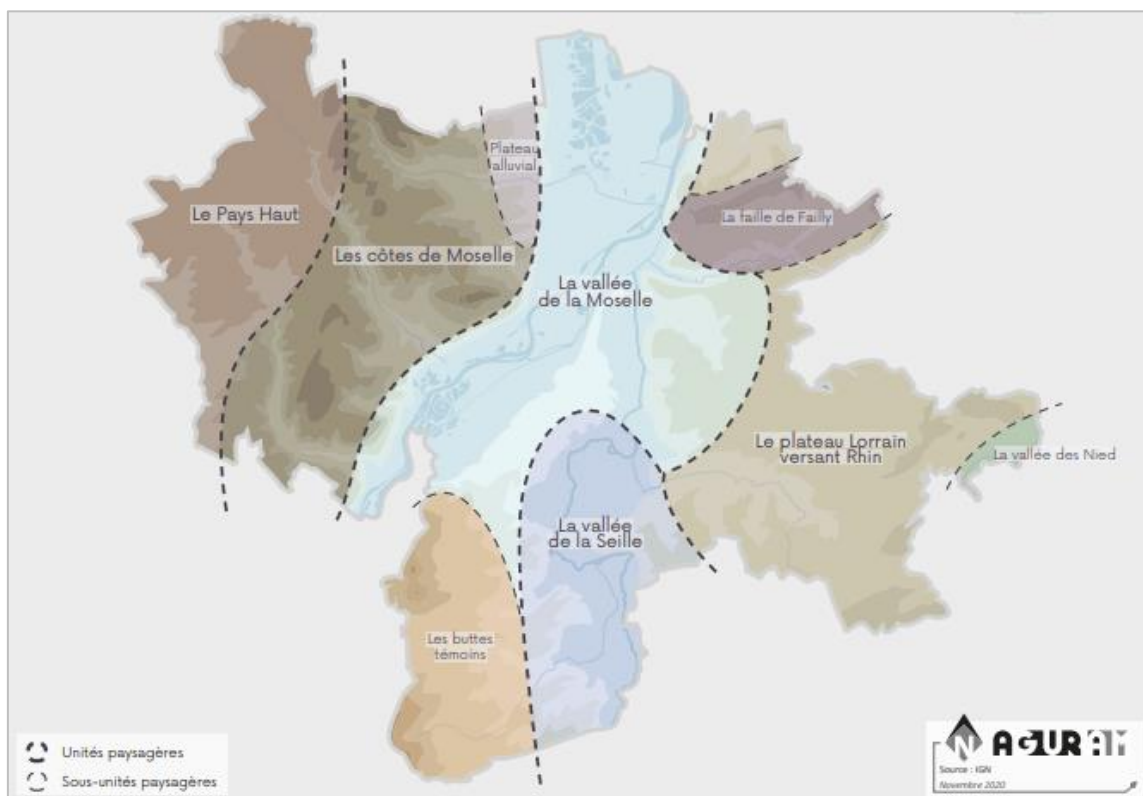 Plateau
alluvial
Le Pays Haut
La faille de Failly
Les côtes de Moselle
La vallée
de la Moselle
Le plateau Lorrain
versant Rhin
La vallée des Nied
La vallée
de la Seille
Les buttes
témoins
Unités paysagères
Sous-unités paysagères
N AGURAM
Source : IGN
Novembre 2020